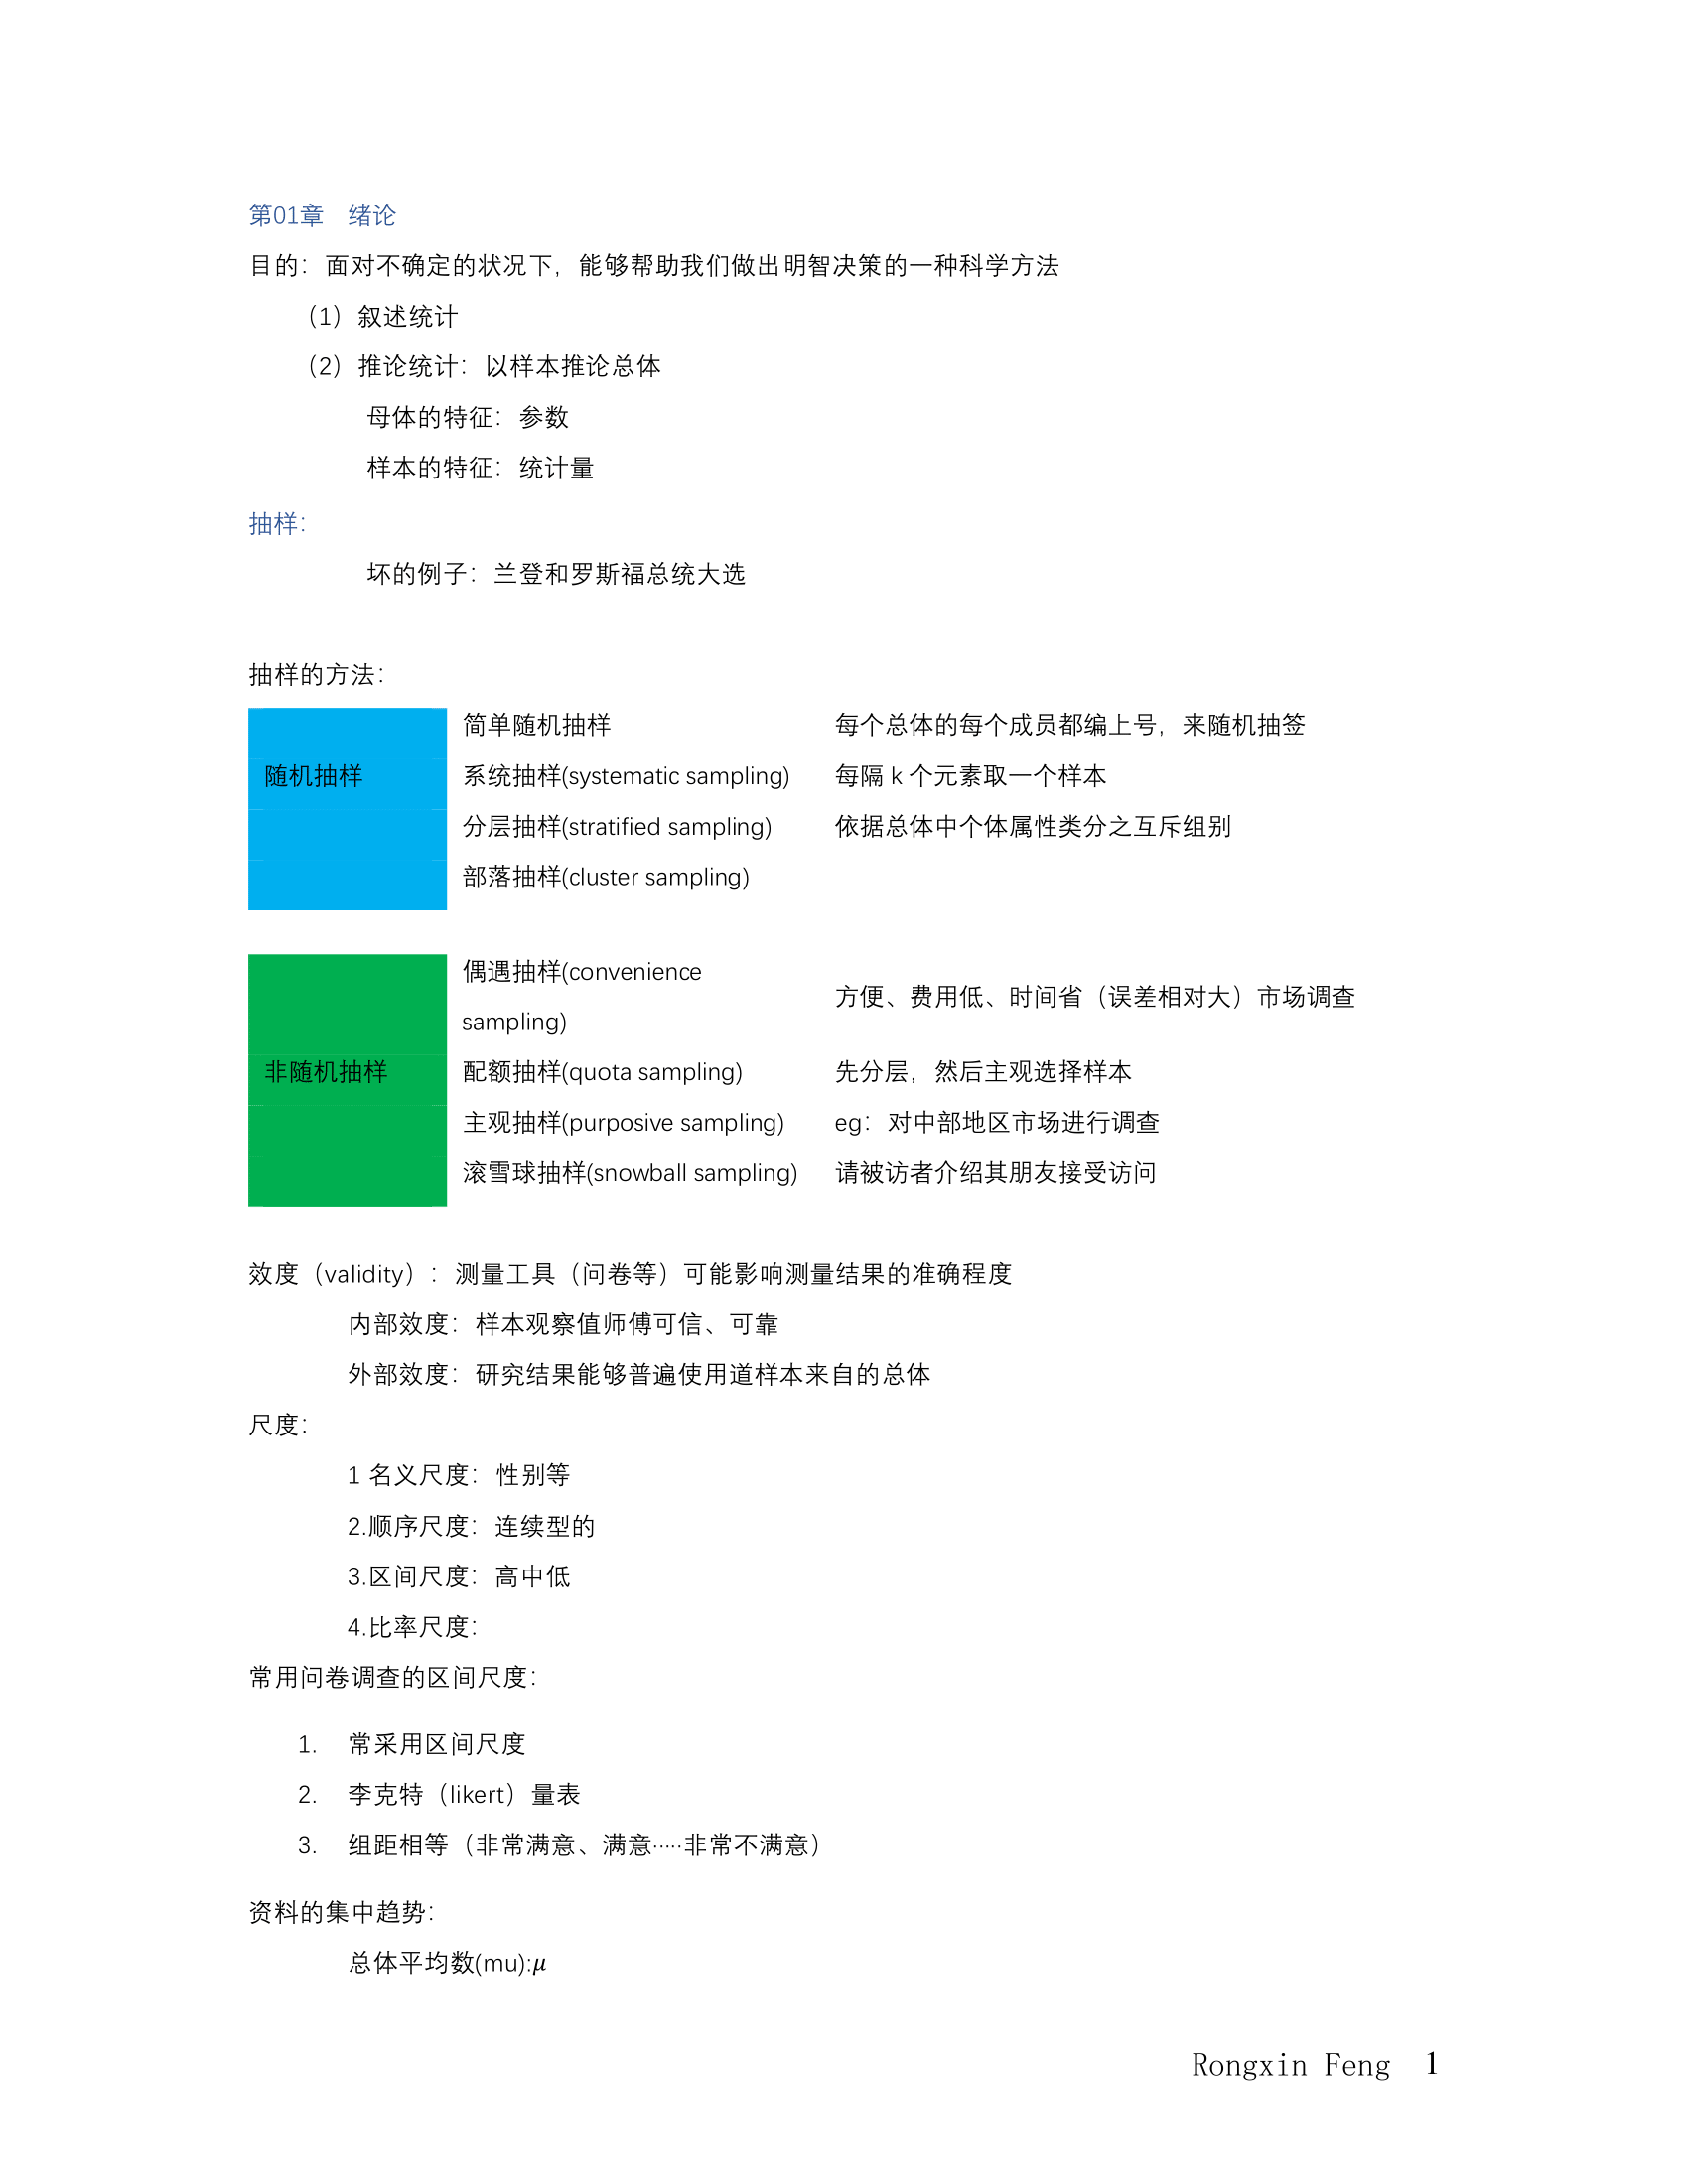 第01章　绪论
目的：面对不确定的状况下，能够帮助我们做出明智决策的一种科学方法
（1）叙述统计
（2）推论统计：以样本推论总体
母体的特征：参数
样本的特征：统计量
抽样：
坏的例子：兰登和罗斯福总统大选
抽样的方法：
简单随机抽样 每个总体的每个成员都编上号，来随机抽签
随机抽样 系统抽样(systematic sampling) 每隔 k 个元素取一个样本
分层抽样(stratified sampling) 依据总体中个体属性类分之互斥组别
部落抽样(cluster sampling)
偶遇抽样(convenience
sampling)
方便、费用低、时间省（误差相对大）市场调查
非随机抽样 配额抽样(quota sampling) 先分层，然后主观选择样本
主观抽样(purposive sampling) eg：对中部地区市场进行调查
滚雪球抽样(snowball sampling) 请被访者介绍其朋友接受访问
效度（validity）：测量工具（问卷等）可能影响测量结果的准确程度
内部效度：样本观察值师傅可信、可靠
外部效度：研究结果能够普遍使用道样本来自的总体
尺度：
1 名义尺度：性别等
2.顺序尺度：连续型的
3.区间尺度：高中低
4.比率尺度：
常用问卷调查的区间尺度：
1. 常采用区间尺度
2. 李克特（likert）量表
3. 组距相等（非常满意、满意·····非常不满意）
资料的集中趋势：
总体平均数(mu):μ
Rongxin Feng 1